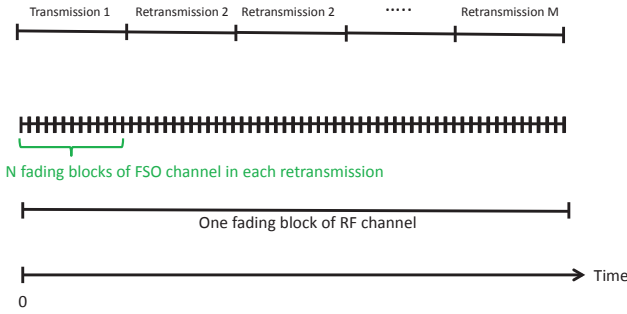 Transmission 1 Retransmission 2 Retransmission 2 ..... Retransmission M
N fading blocks of FSO channel in each retransmission
One fading block of RF channel
Time
0